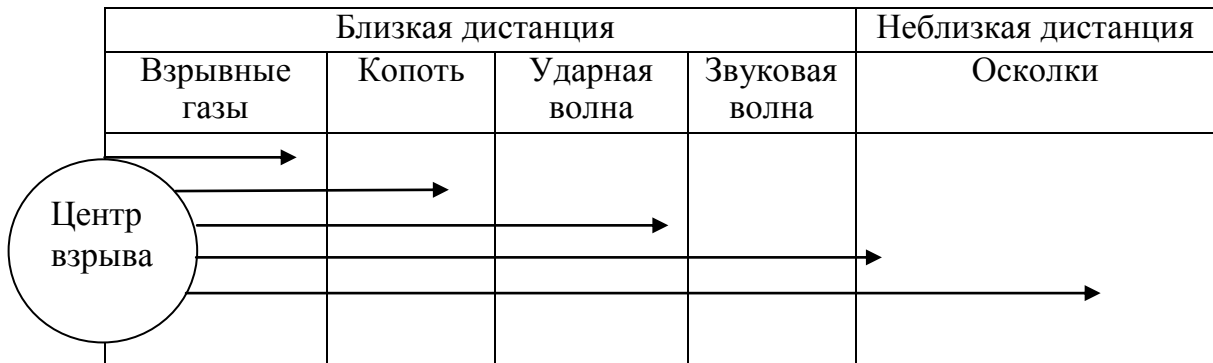 Близкая дистанция
Неблизкая дистанция
Взрывные
газы
Копоть
Ударная
волна
Звуковая
волна
Осколки
Центр
взрыва